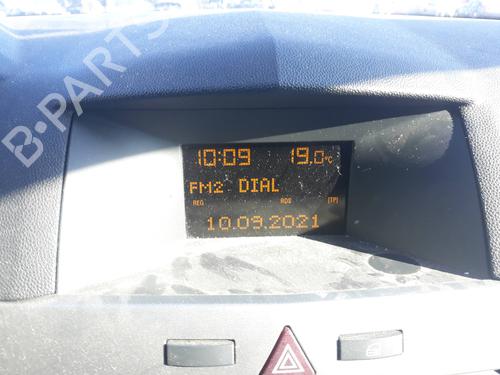 B-PARTS
10:09 19,0°C
FM2 DIAL
REG RDS [TP]
10.09.2021